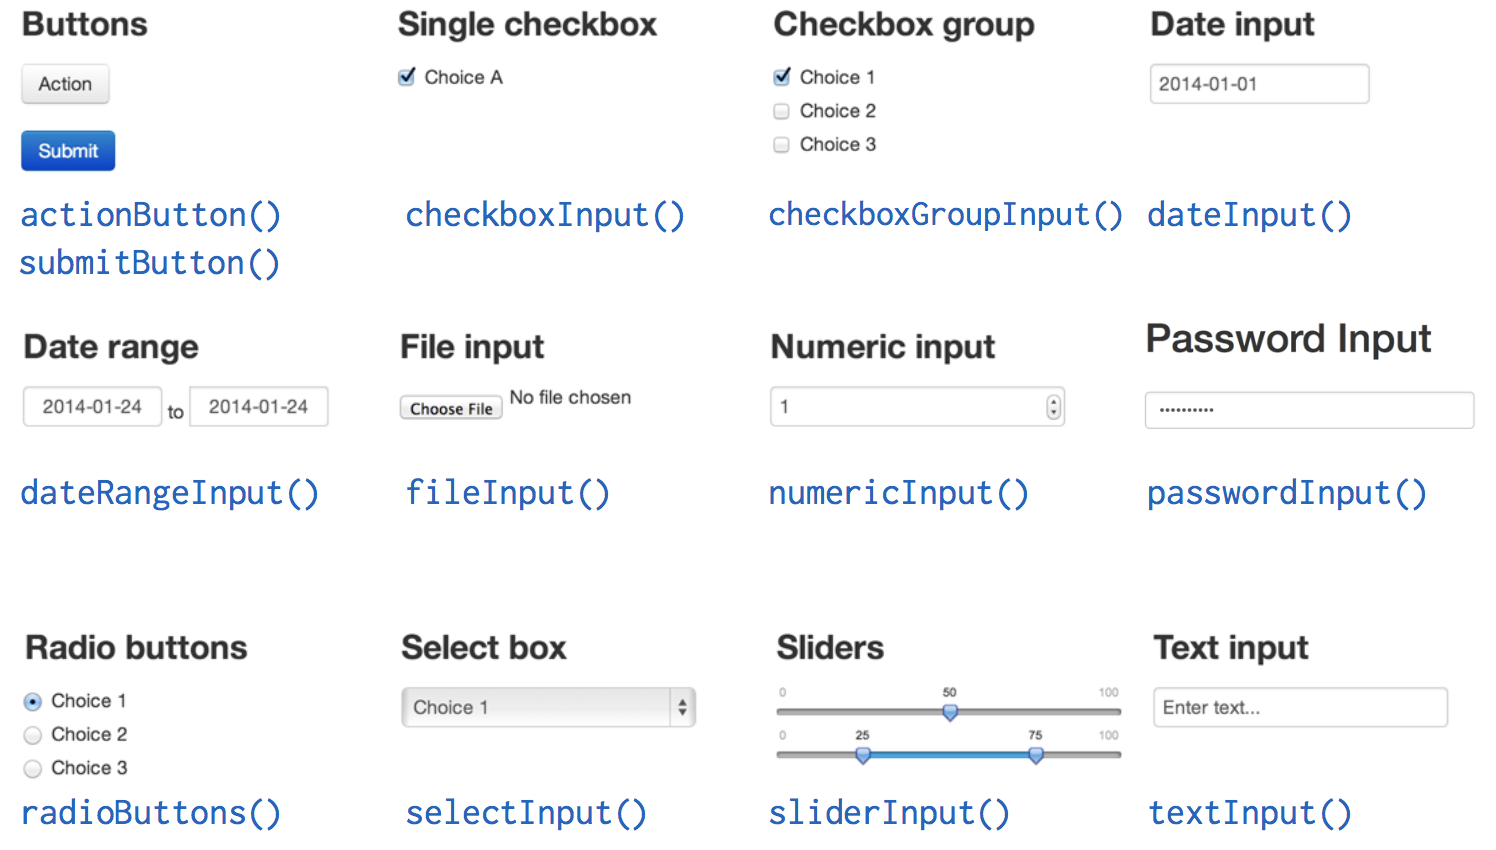 Buttons
Action
Submit
actionButton()
submitButton()
Single checkbox
Choice A
checkboxInput()
Checkbox group
Choice 1
Choice 2
Choice 3
checkboxGroupInput()
Date input
2014-01-01
dateInput()
Date range
2014-01-24 to 2014-01-24
dateRangeInput()
File input
Choose File No file chosen
fileInput()
Numeric input
1
numericInput()
Password Input
••••••••••
passwordInput()
Radio buttons
Choice 1
Choice 2
Choice 3
radioButtons()
Select box
Choice 1
selectInput()
Sliders
0 50 100
0 25 75 100
sliderInput()
Text input
Enter text...
textInput()